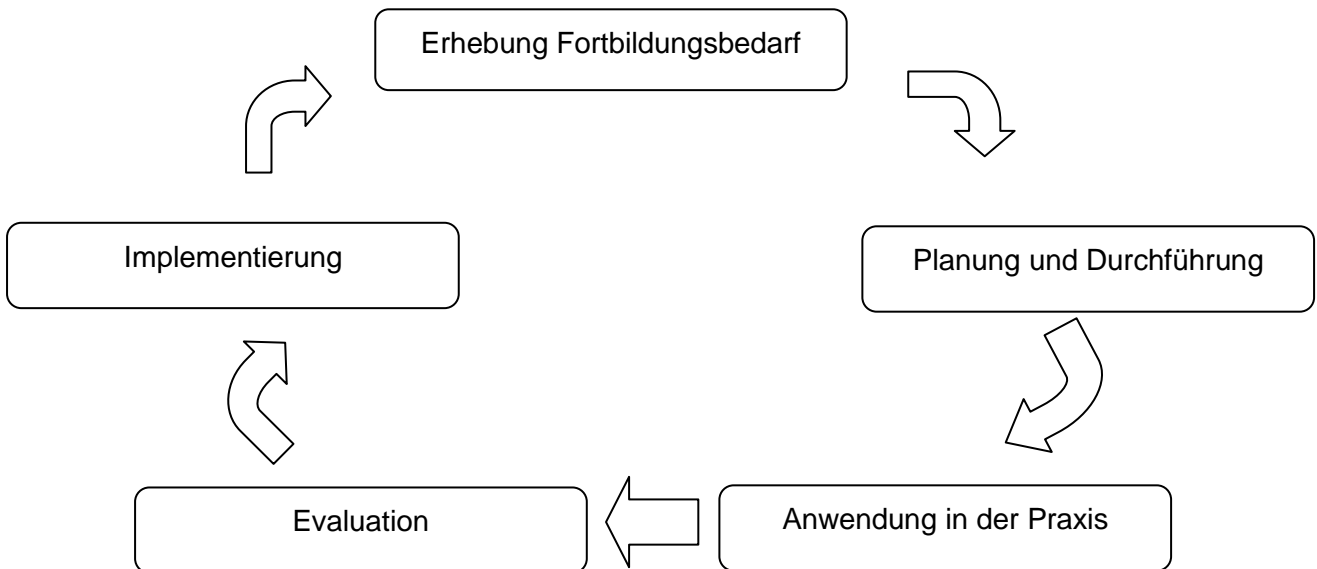 Erhebung Fortbildungsbedarf
Implementierung
Planung und Durchführung
Evaluation
Anwendung in der Praxis